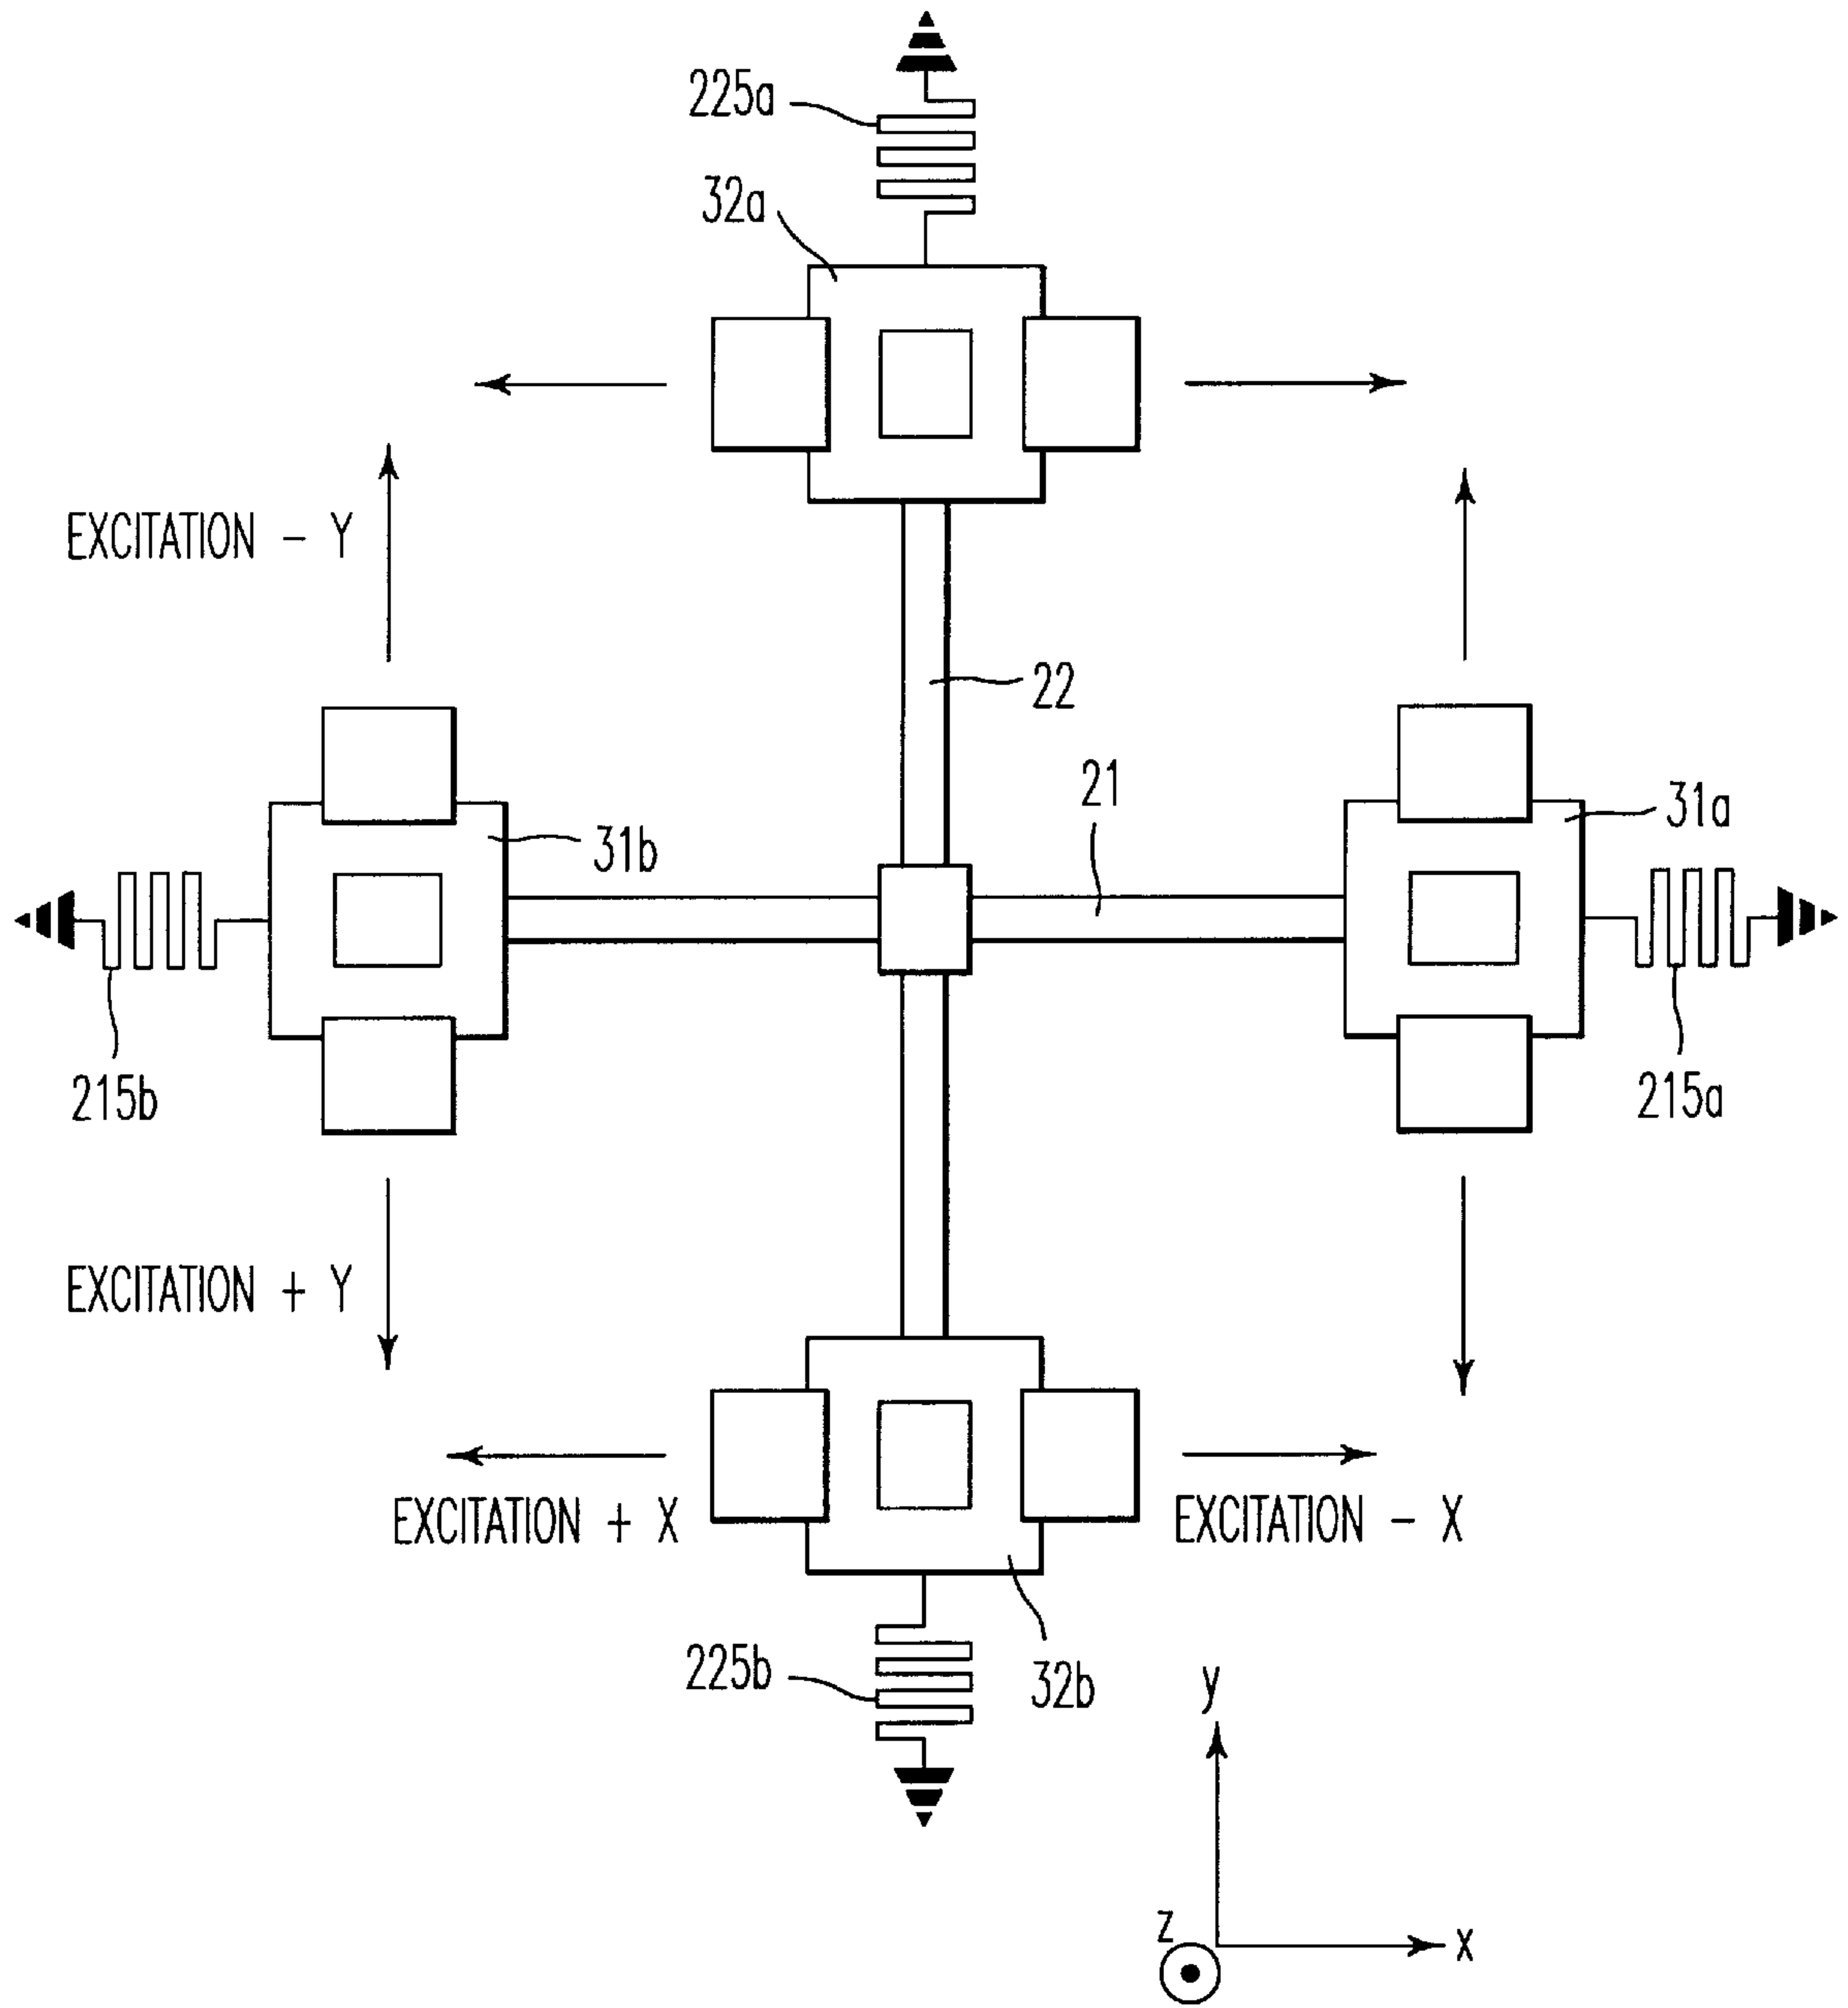 225a
32a
EXCITATION - Y
22
21
31a
31b
215b
215a
EXCITATION + Y
EXCITATION + X
EXCITATION - X
225b
32b
y
z
x